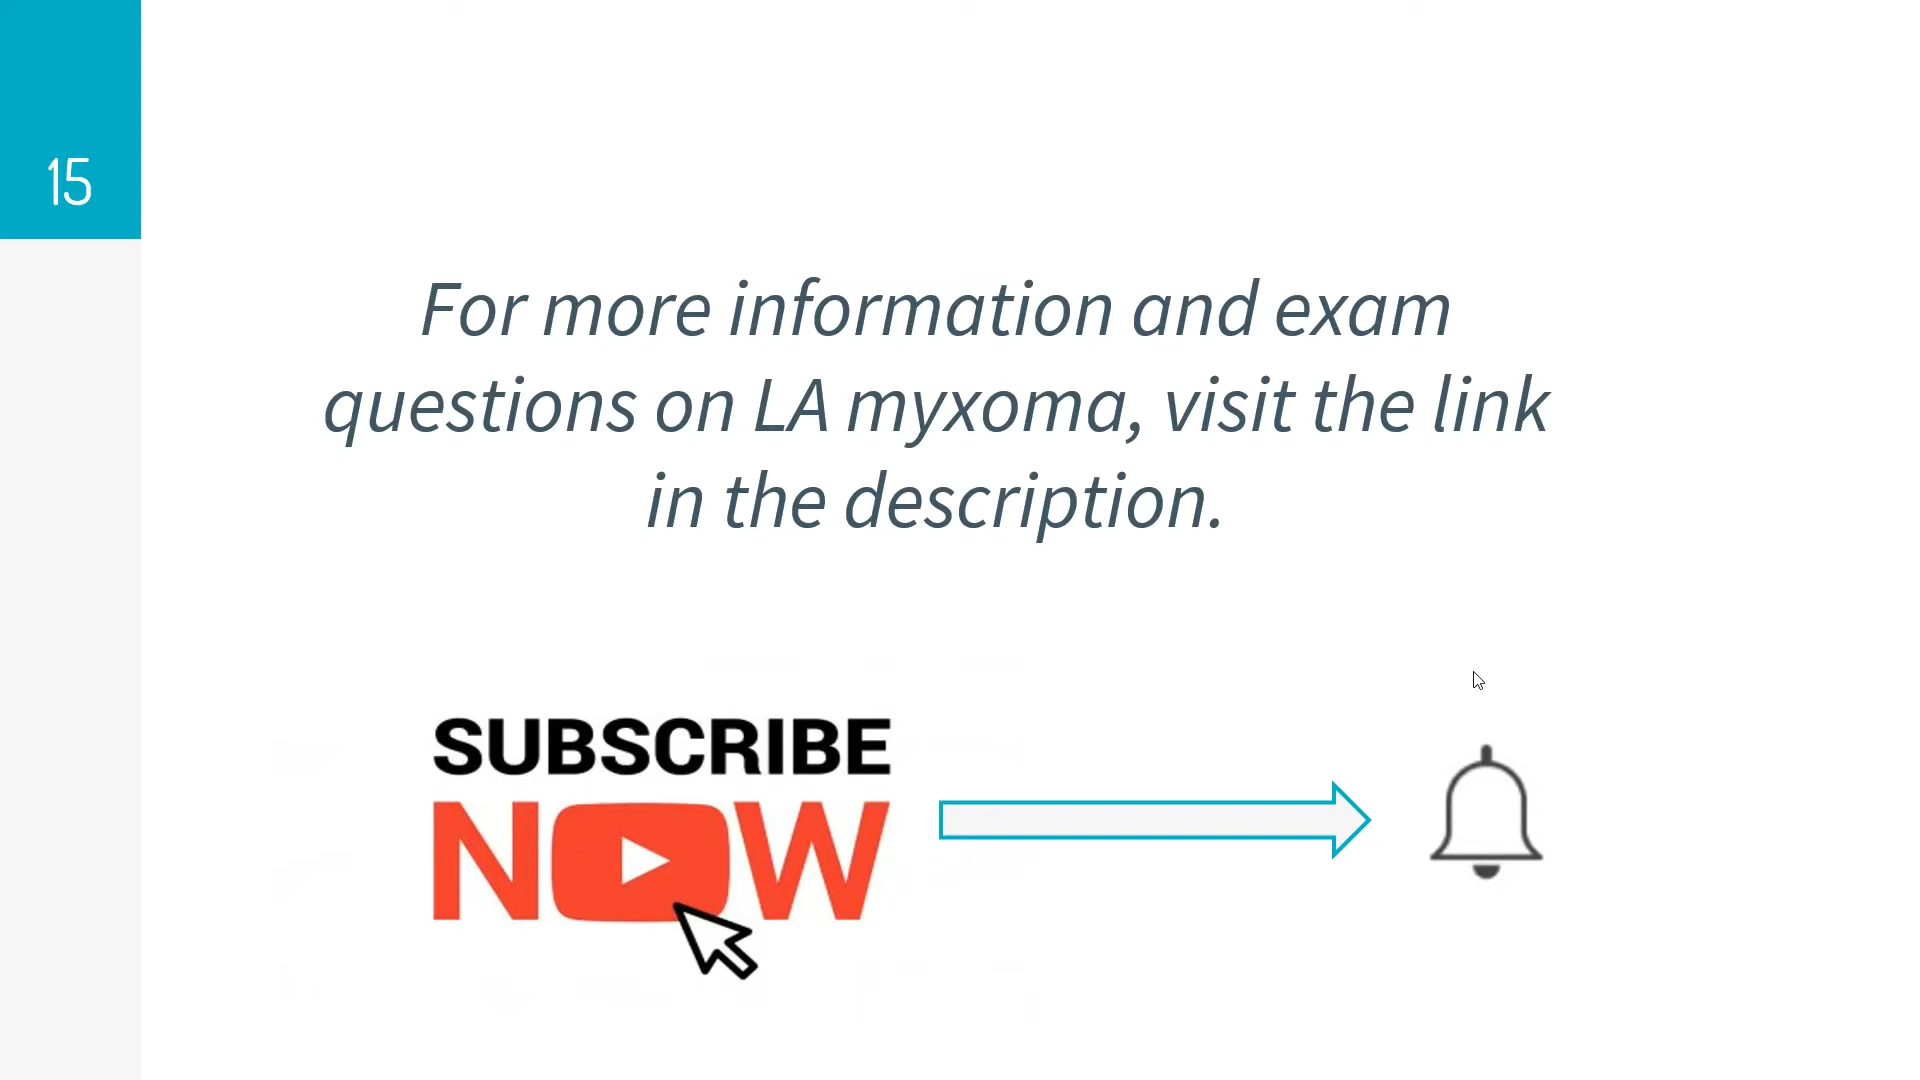 15
For more information and exam
questions on LA myxoma, visit the link
in the description.
SUBSCRIBE
NOW